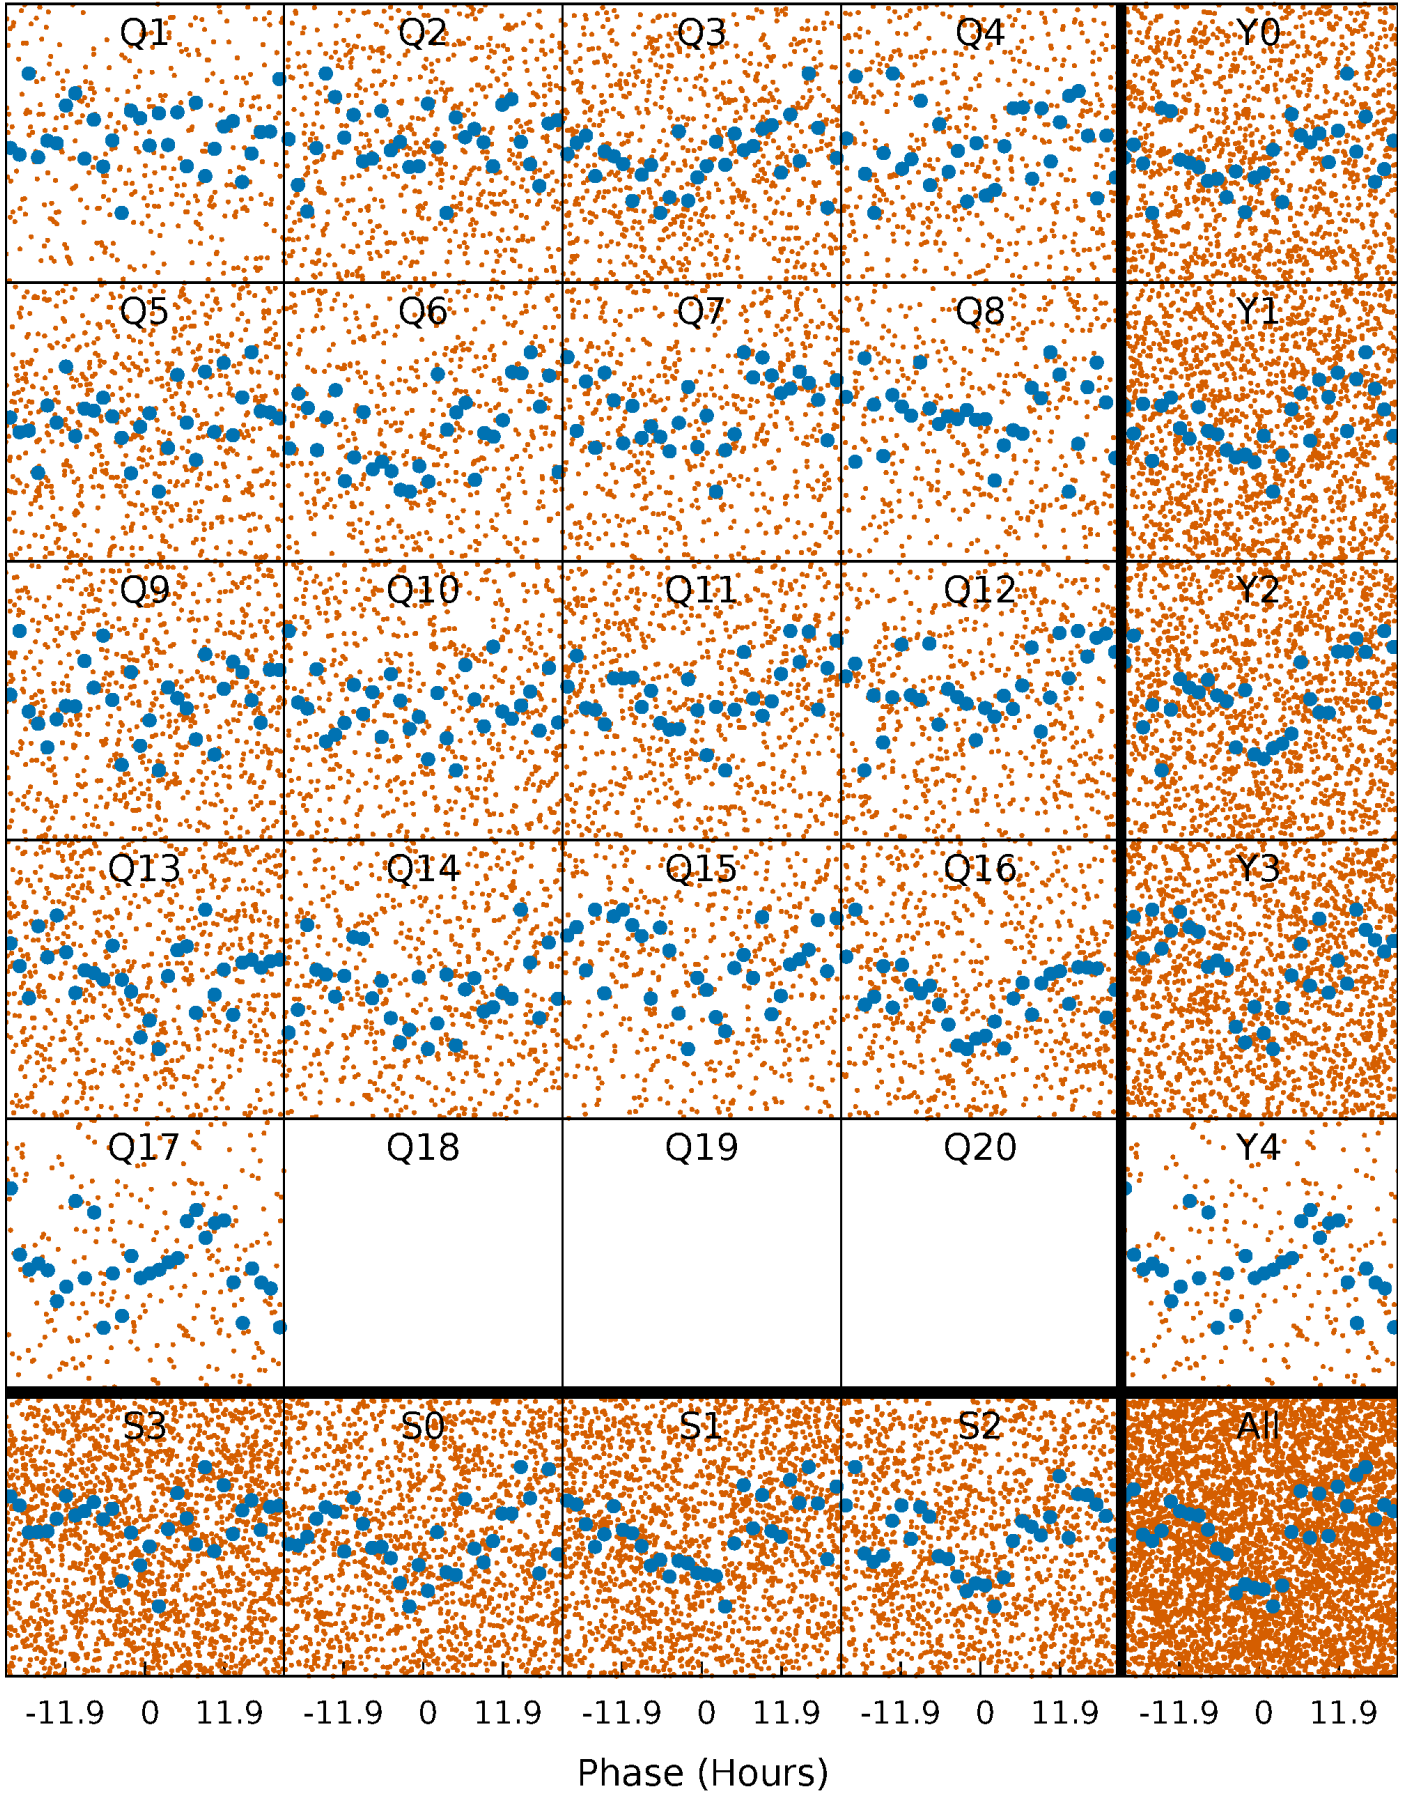 Q1 Q2 Q3 Q4 Y0
Q5 Q6 Q7 Q8 Y1
Q9 Q10 Q11 Q12 Y2
Q13 Q14 Q15 Q16 Y3
Q17 Q18 Q19 Q20 Y4
S3 S0 S1 S2 All
-11.9 0 11.9 -11.9 0 11.9 -11.9 0 11.9 -11.9 0 11.9 -11.9 0 11.9
Phase (Hours)